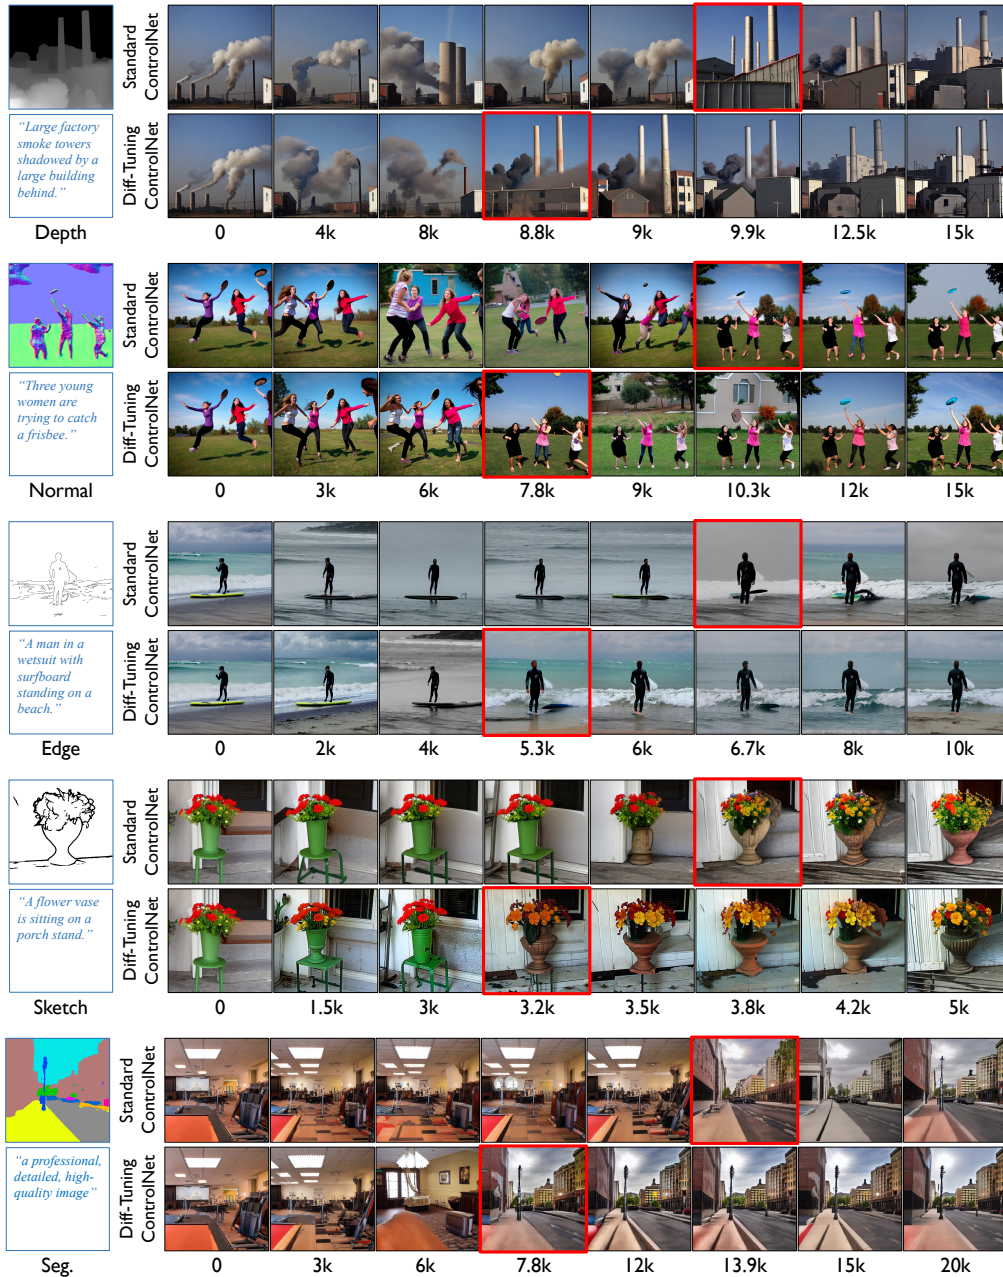 Standard
ControlNet
"Large factory
smoke towers
shadowed by a
large building
behind."
Diff-Tuning
ControlNet
Depth 0 4k 8k 8.8k 9k 9.9k 12.5k 15k
Standard
ControlNet
"Three young
women are
trying to catch
a frisbee."
Diff-Tuning
ControlNet
Normal 0 3k 6k 7.8k 9k 10.3k 12k 15k
Standard
ControlNet
"A man in a
wetsuit with
surfboard
standing on a
beach."
Diff-Tuning
ControlNet
Edge 0 2k 4k 5.3k 6k 6.7k 8k 10k
Standard
ControlNet
"A flower vase
is sitting on a
porch stand."
Diff-Tuning
ControlNet
Sketch 0 1.5k 3k 3.2k 3.5k 3.8k 4.2k 5k
Standard
ControlNet
"a professional,
detailed, high-
quality image"
Diff-Tuning
ControlNet
Seg. 0 3k 6k 7.8k 12k 13.9k 15k 20k